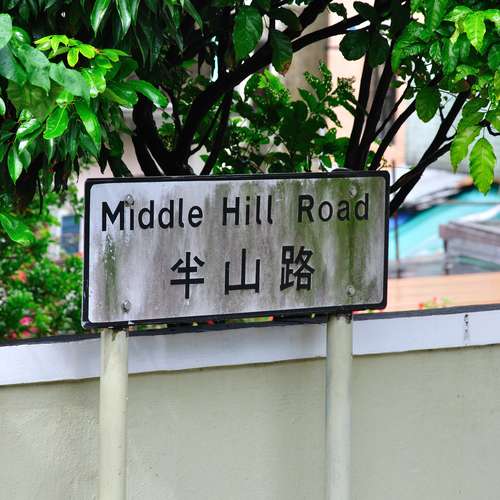 Middle Hill Road
半山路